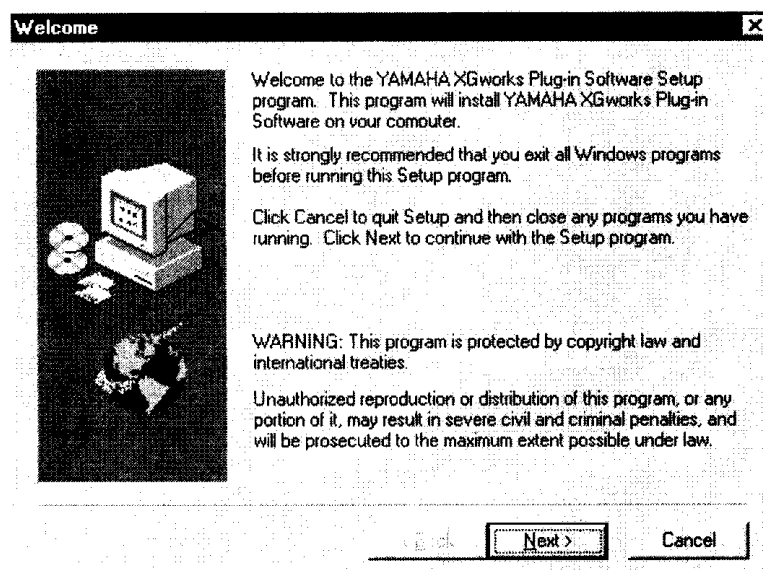 Welcome
Welcome to the YAMAHA XGworks Plug-in Software Setup
program. This program will install YAMAHA XGworks Plug-in
Software on your computer.
It is strongly recommended that you exit all Windows programs
before running this Setup program.
Click Cancel to quit Setup and then close any programs you have
running. Click Next to continue with the Setup program.
WARNING: This program is protected by copyright law and
international treaties.
Unauthorized reproduction or distribution of this program, or any
portion of it, may result in severe civil and criminal penalties, and
will be prosecuted to the maximum extent possible under law.
Next >
Cancel